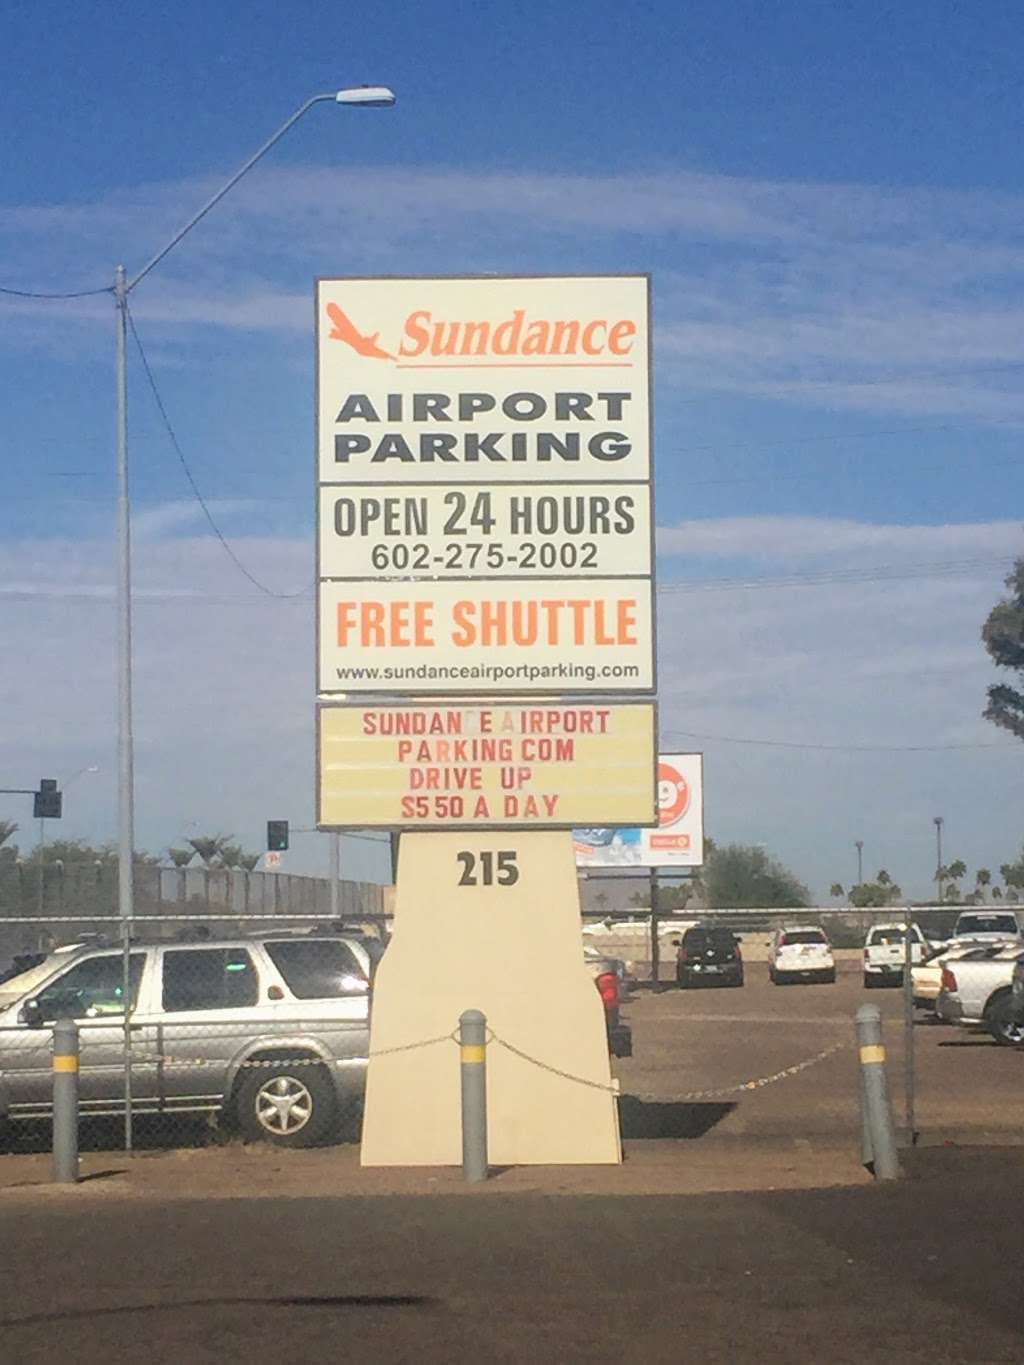 Sundance
AIRPORT
PARKING
OPEN 24 HOURS
602-275-2002
FREE SHUTTLE
www.sundanceairportparking.com
SUNDAN E AIRPORT
PARKING COM
DRIVE UP
$5 50 A DAY
9
215